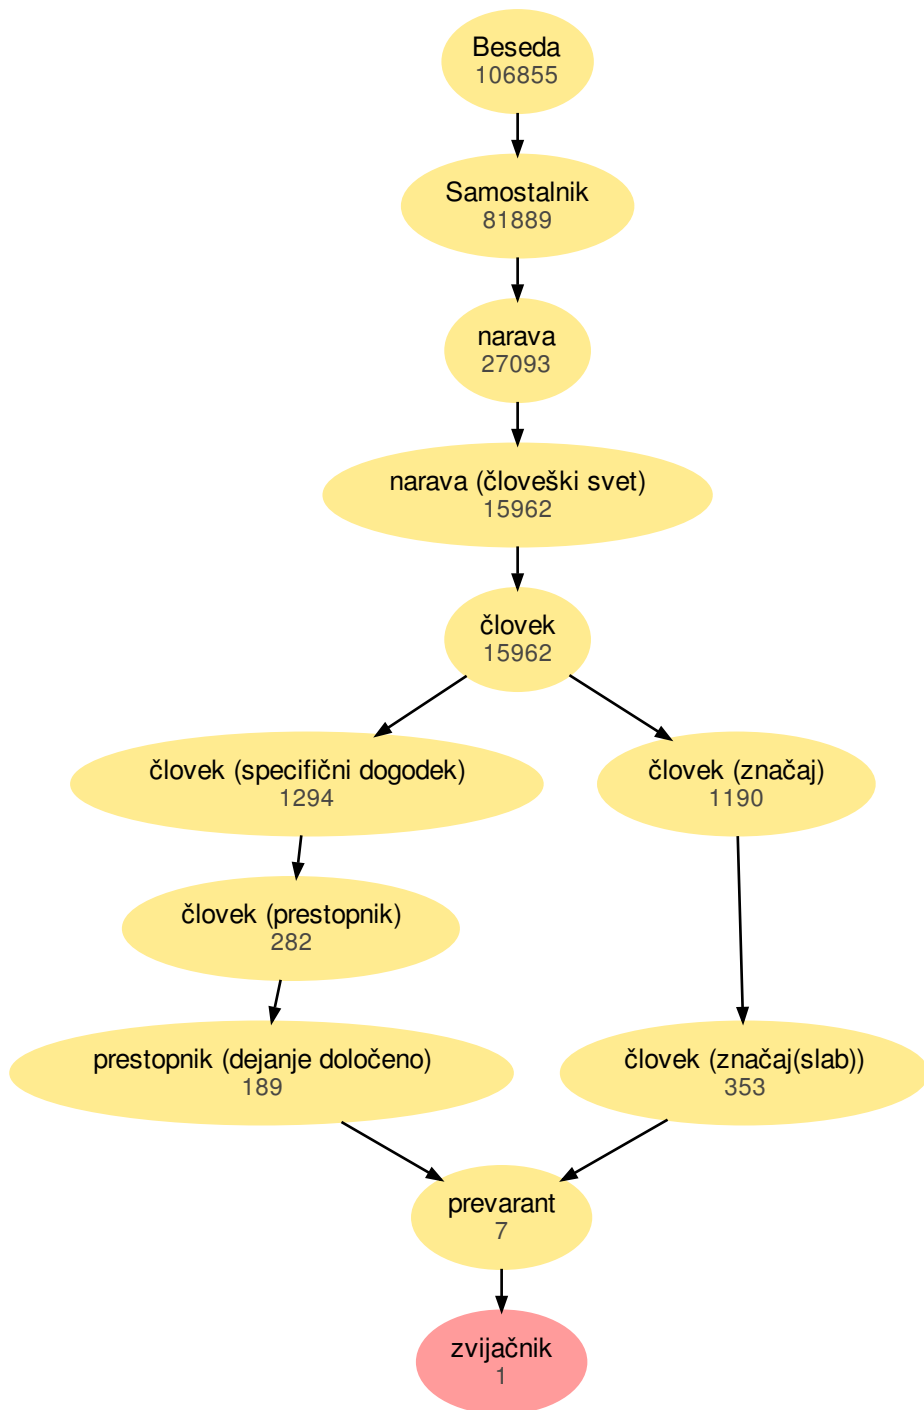 Beseda
106855
Samostalnik
81889
narava
27093
narava (človeški svet)
15962
človek
15962
človek (specifični dogodek)
1294
človek (značaj)
1190
človek (prestopnik)
282
prestopnik (dejanje določeno)
189
človek (značaj(slab))
353
prevarant
7
zvijačnik
1